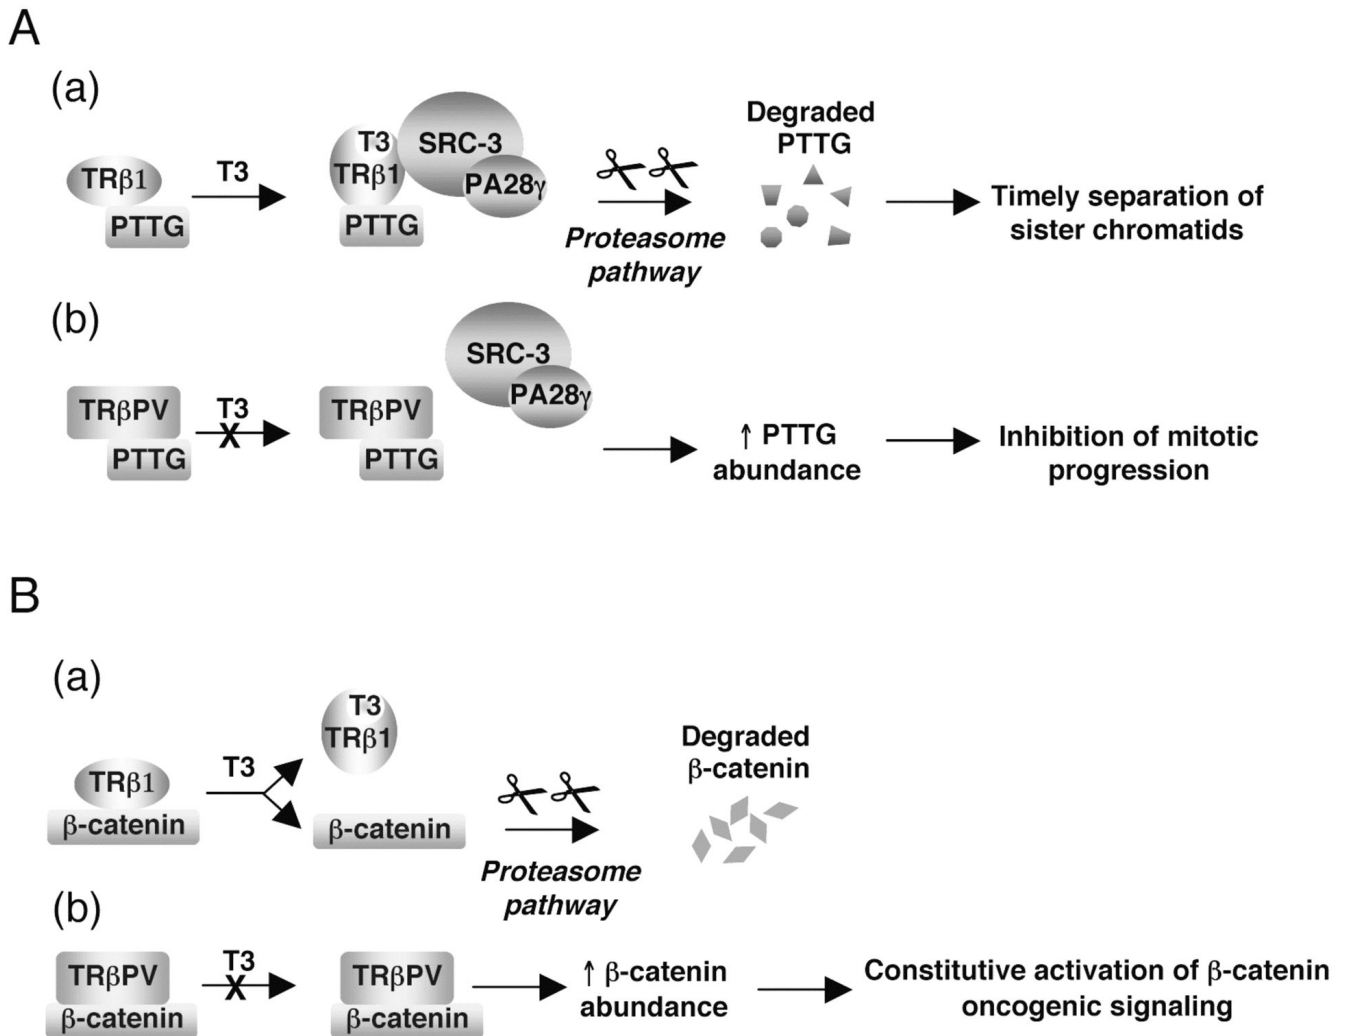 A
(a)
TRβ1
PTTG
T3
T3
TRβ1
PTTG
SRC-3
PA28γ
Proteasome
pathway
Degraded
PTTG
Timely separation of
sister chromatids
(b)
TRβPV
PTTG
T3
X
TRβPV
PTTG
SRC-3
PA28γ
↑ PTTG
abundance
Inhibition of mitotic
progression
B
(a)
TRβ1
β-catenin
T3
T3
TRβ1
β-catenin
Proteasome
pathway
Degraded
β-catenin
(b)
TRβPV
β-catenin
T3
X
TRβPV
β-catenin
↑ β-catenin
abundance
Constitutive activation of β-catenin
oncogenic signaling